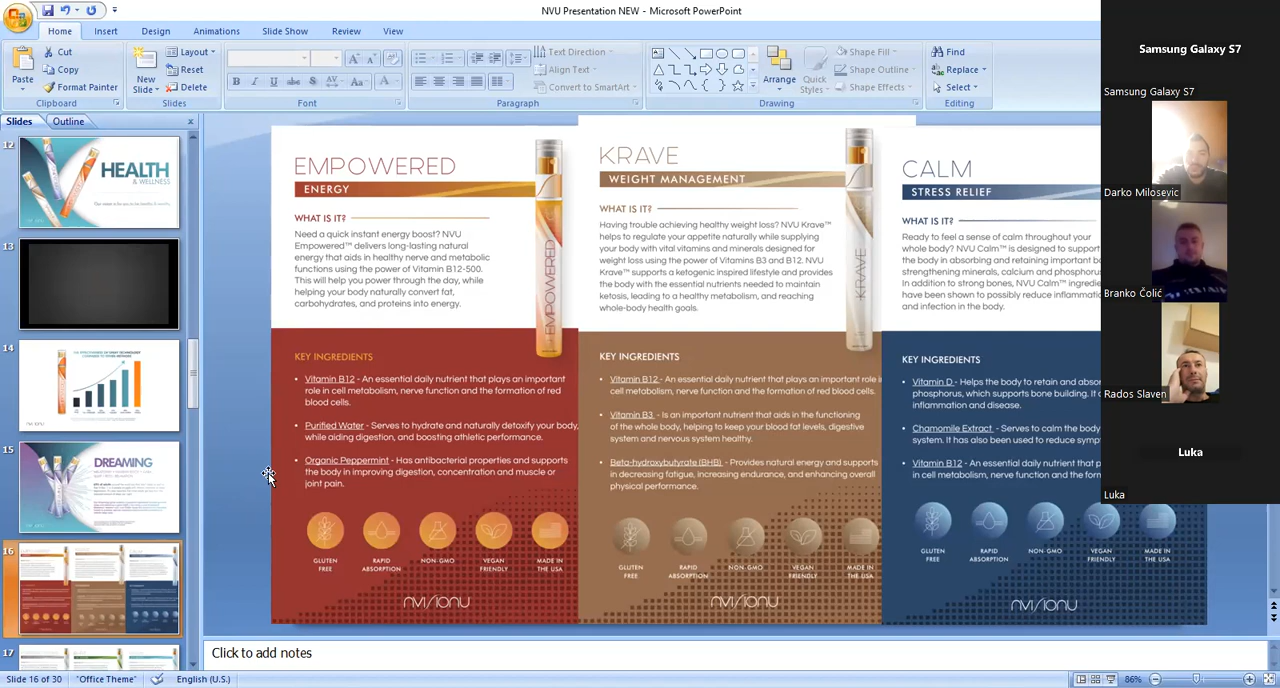 NVU Presentation NEW - Microsoft PowerPoint
Home Insert Design Slide Show Animations Review View
Cut
Copy
Format Painter
Paste
Clipboard
New
Slide
Layout
Reset
Delete
Slides
Font
Text Direction
Align Text
Convert to SmartArt
Paragraph
Arrange
Quick
Styles
Shape Fill
Shape Outline
Shape Effects
Drawing
Find
Replace
Select
Editing
Slides Outline
12
HEALTH
& WELLNESS
13
14
15
DREAMING
16
17
EMPOWERED
ENERGY
WHAT IS IT?
Need a quick instant energy boost? NVU
Empowered™ delivers long-lasting natural
energy that aids in healthy nerve and metabolic
functions using the power of Vitamin B12-500.
This will help you power through the day, while
helping your body naturally convert fat,
carbohydrates, and proteins into energy.
EMPOWERED
KEY INGREDIENTS
• Vitamin B12 - An essential daily nutrient that plays an important
role in cell metabolism, nerve function and the formation of red
blood cells.
• Purified Water - Serves to hydrate and naturally detoxify your body,
while aiding digestion, and boosting athletic performance.
• Organic Peppermint - Has antibacterial properties and supports
the body in improving digestion, concentration and muscle or
joint pain.
GLUTEN
FREE
RAPID
ABSORPTION
NON-GMO
VEGAN
FRIENDLY
MADE IN
THE USA
nvisionu
KRAVE
WEIGHT MANAGEMENT
WHAT IS IT?
Having trouble achieving healthy weight loss? NVU Krave™
helps to regulate your appetite naturally while supplying
your body with vital vitamins and minerals designed for
weight loss using the power of Vitamins B3 and B12. NVU
Krave™ supports a ketogenic inspired lifestyle and provides
the body with the essential nutrients needed to maintain
ketosis, leading to a healthy metabolism, and reaching
whole-body health goals.
KRAVE
KEY INGREDIENTS
• Vitamin B12 - An essential daily nutrient that plays an important role in
cell metabolism, nerve function and the formation of red blood cells.
• Vitamin B3 - Is an important nutrient that aids in the functioning
of the whole body, helping to keep your blood fat levels, digestive
system and nervous system healthy.
• Beta-hydroxybutyrate (BHB) - Provides natural energy and supports
in decreasing fatigue, increasing endurance, and enhancing overall
physical performance.
GLUTEN
FREE
RAPID
ABSORPTION
NON-GMO
VEGAN
FRIENDLY
MADE IN
THE USA
nvisionu
CALM
STRESS RELIEF
WHAT IS IT?
Ready to feel a sense of calm throughout your
whole body? NVU Calm™ is designed to support
the body in absorbing and retaining important bo
strengthening minerals, calcium and phosphorus
In addition to strong bones, NVU Calm™ ingredie
have been shown to possibly reduce inflammatio
and infection in the body.
KEY INGREDIENTS
• Vitamin D - Helps the body to retain and abso
phosphorus, which supports bone building. It
inflammation and disease.
• Chamomile Extract - Serves to calm the body
system. It has also been used to reduce symp
• Vitamin B12 - An essential daily nutrient that p
in cell metabolism, nerve function and the form
GLUTEN
FREE
RAPID
ABSORPTION
NON-GMO
VEGAN
FRIENDLY
MADE IN
THE USA
nvisionu
Samsung Galaxy S7
Samsung Galaxy S7
Darko Milosevic
Branko Čolić
Rados Slaven
Luka
Luka
Click to add notes
Slide 16 of 30 "Office Theme" English (U.S.) 86%